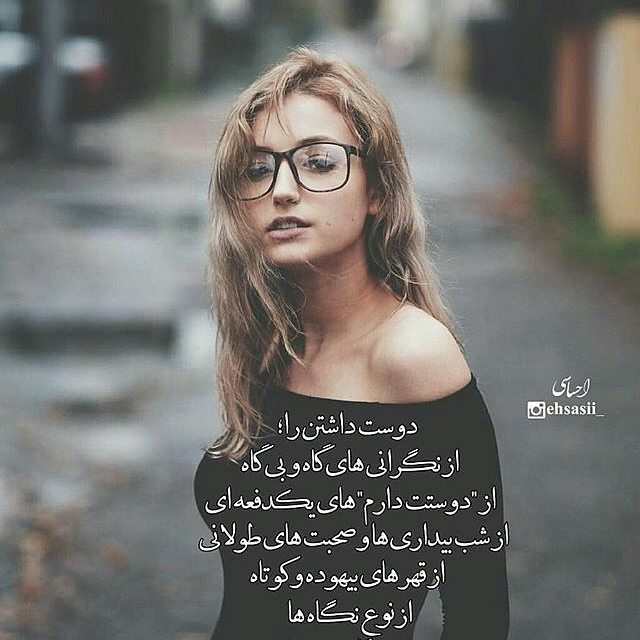 احساسی
ehsasii_
دوست داشتن را؛
از نگرانی های گاه و بی گاه
از "دوستت دارم" های یکدفعه ای
از شب بیداری ها و صحبت های طولانی
از قهر های بیهوده و کوتاه
از نوع نگاه ها